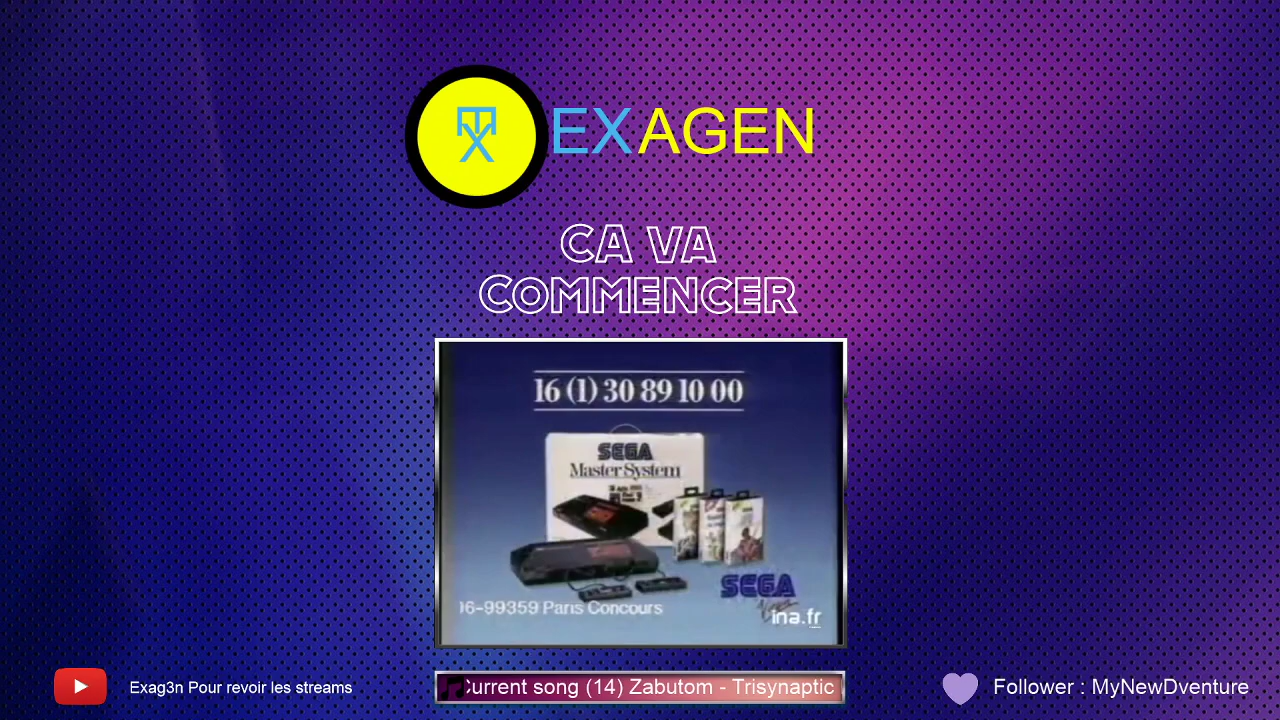 EXAGEN
CA VA
COMMENCER
16 (1) 30 89 10 00
SEGA
Master System
SEGA
6-99359 Paris Concours
ina.fr
Exag3n Pour revoir les streams
Current song (14) Zabutom - Trisynaptic
Follower : MyNewDventure